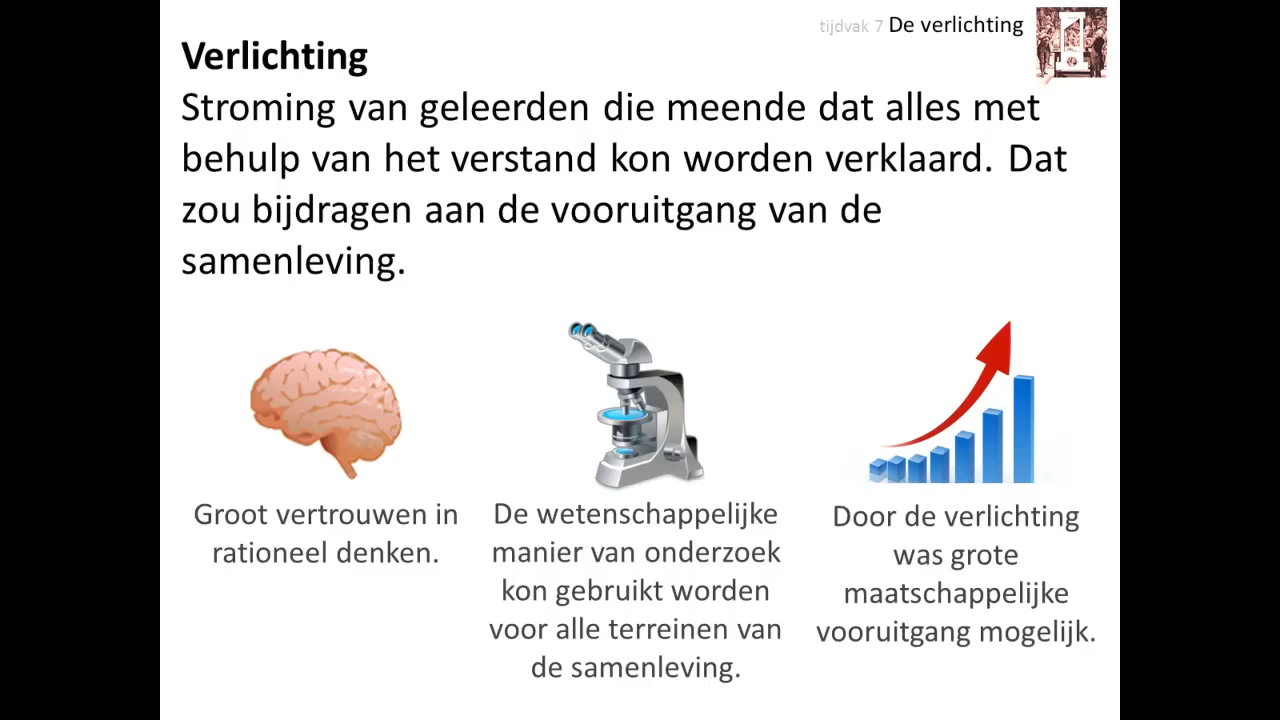 tijdvak 7 De verlichting
Verlichting
Stroming van geleerden die meende dat alles met
behulp van het verstand kon worden verklaard. Dat
zou bijdragen aan de vooruitgang van de
samenleving.
Groot vertrouwen in
rationeel denken.
De wetenschappelijke
manier van onderzoek
kon gebruikt worden
voor alle terreinen van
de samenleving.
Door de verlichting
was grote
maatschappelijke
vooruitgang mogelijk.